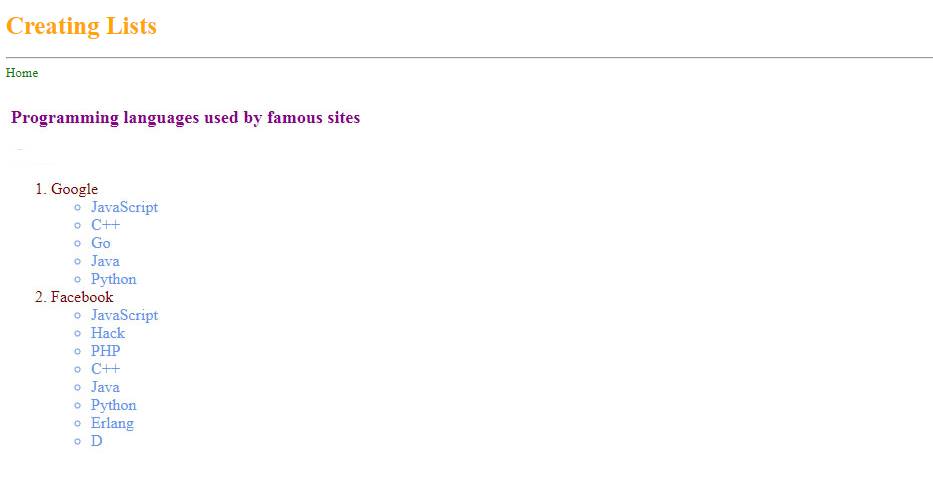 Creating Lists
Home
Programming languages used by famous sites
1. Google
JavaScript
C++
Go
Java
Python
2. Facebook
JavaScript
Hack
PHP
C++
Java
Python
Erlang
D